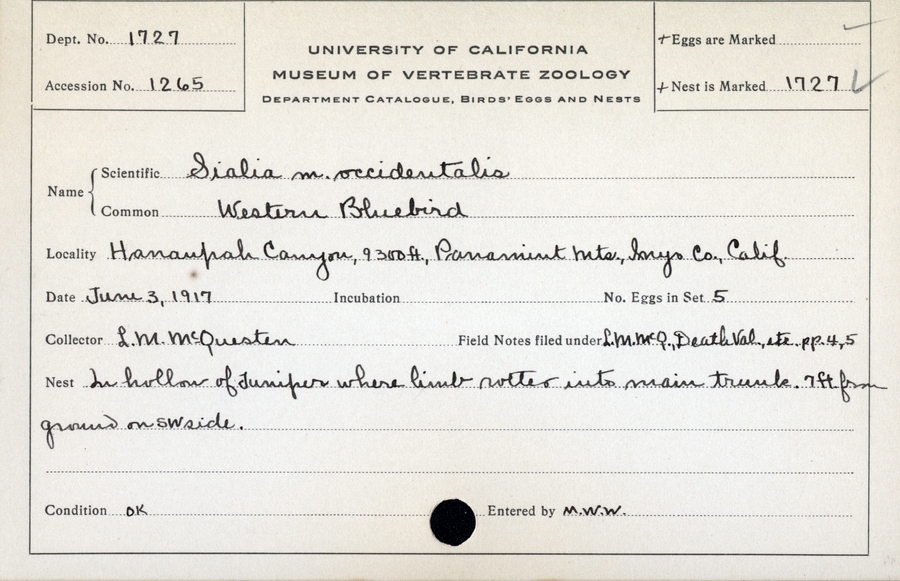 Dept. No. 1727
Accession No. 1265
UNIVERSITY OF CALIFORNIA
MUSEUM OF VERTEBRATE ZOOLOGY
DEPARTMENT CATALOGUE, BIRDS' EGGS AND NESTS
+Eggs are Marked
+Nest is Marked 1727
Name
Scientific Sialia m. occidentalis
Common Western Bluebird
Locality Hanaupah Canyon, 9300ft, Panamint Mts., Inyo Co., Calif.
Date June 3, 1917 Incubation No. Eggs in Set 5
Collector L.M. McQuesten Field Notes filed under L.M.McQ., Death Val., etc. pp. 4,5
Nest In hollow of Juniper where limb rotted into main trunk. 7ft from
ground on SW side.
Condition OK Entered by M.W.W.